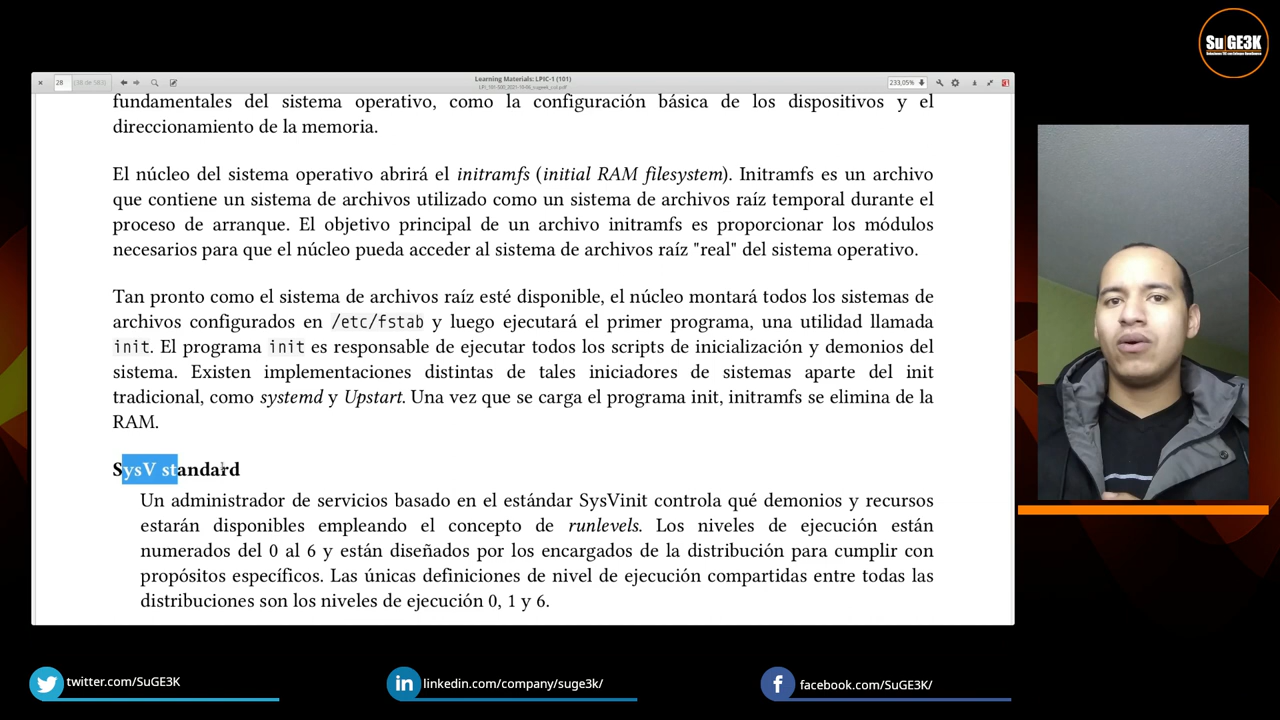 Su GE3K
28
(58 de 583)
Learning Materials: LPIC-1 (101)
233,05%
fundamentales del sistema operativo, como la configuración básica de los dispositivos y el
direccionamiento de la memoria.
El núcleo del sistema operativo abrirá el initramfs (initial RAM filesystem). Initramfs es un archivo
que contiene un sistema de archivos utilizado como un sistema de archivos raíz temporal durante el
proceso de arranque. El objetivo principal de un archivo initramfs es proporcionar los módulos
necesarios para que el núcleo pueda acceder al sistema de archivos raíz "real" del sistema operativo.
Tan pronto como el sistema de archivos raíz esté disponible, el núcleo montará todos los sistemas de
archivos configurados en /etc/fstab y luego ejecutará el primer programa, una utilidad llamada
init. El programa init es responsable de ejecutar todos los scripts de inicialización y demonios del
sistema. Existen implementaciones distintas de tales iniciadores de sistemas aparte del init
tradicional, como systemd y Upstart. Una vez que se carga el programa init, initramfs se elimina de la
RAM.
SysV standard
Un administrador de servicios basado en el estándar SysVinit controla qué demonios y recursos
estarán disponibles empleando el concepto de runlevels. Los niveles de ejecución están
numerados del 0 al 6 y están diseñados por los encargados de la distribución para cumplir con
propósitos específicos. Las únicas definiciones de nivel de ejecución compartidas entre todas las
distribuciones son los niveles de ejecución 0, 1 y 6.
twitter.com/SuGE3K
linkedin.com/company/suge3k/
facebook.com/SuGE3K/